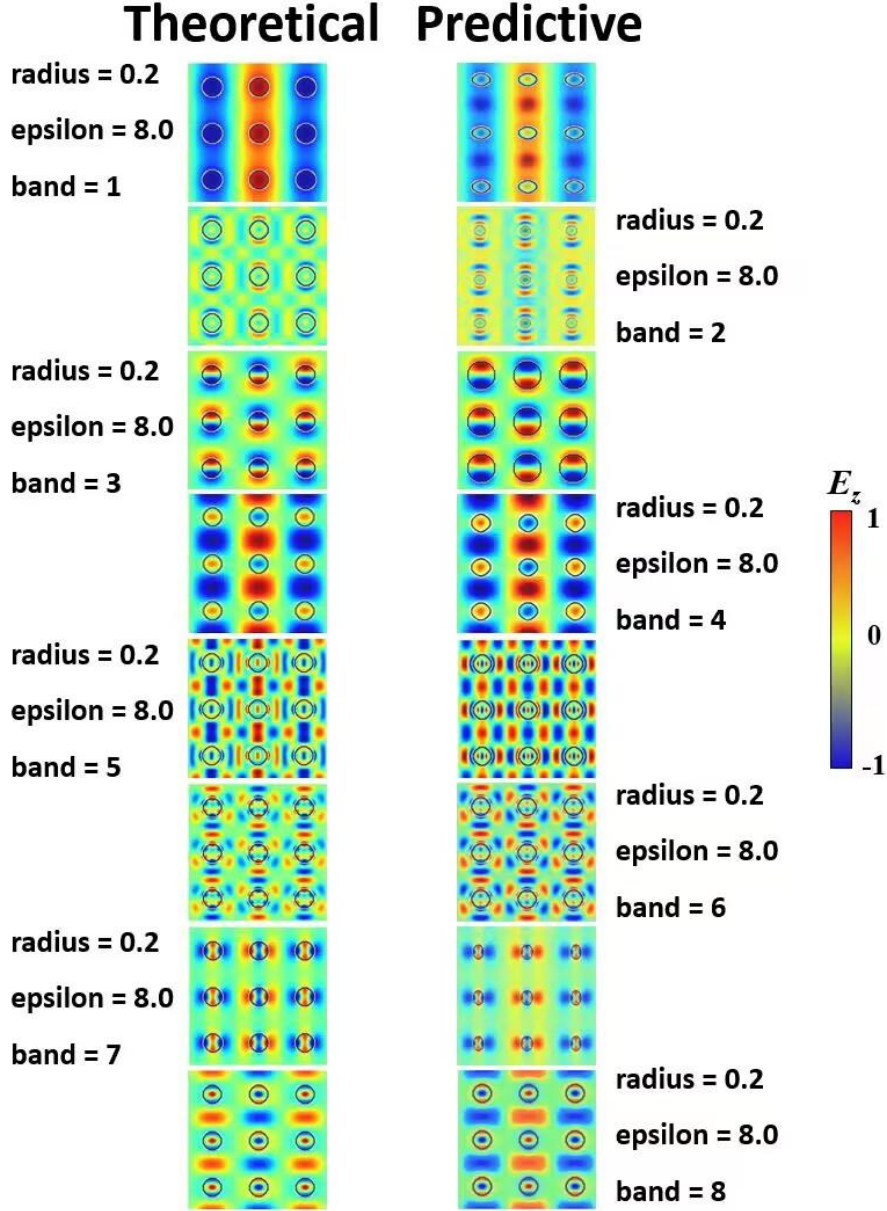 Theoretical Predictive
radius = 0.2
epsilon = 8.0
band = 1
radius = 0.2
epsilon = 8.0
band = 2
radius = 0.2
epsilon = 8.0
band = 3
radius = 0.2
epsilon = 8.0
band = 4
radius = 0.2
epsilon = 8.0
band = 5
radius = 0.2
epsilon = 8.0
band = 6
radius = 0.2
epsilon = 8.0
band = 7
radius = 0.2
epsilon = 8.0
band = 8
E_z
1
0
-1